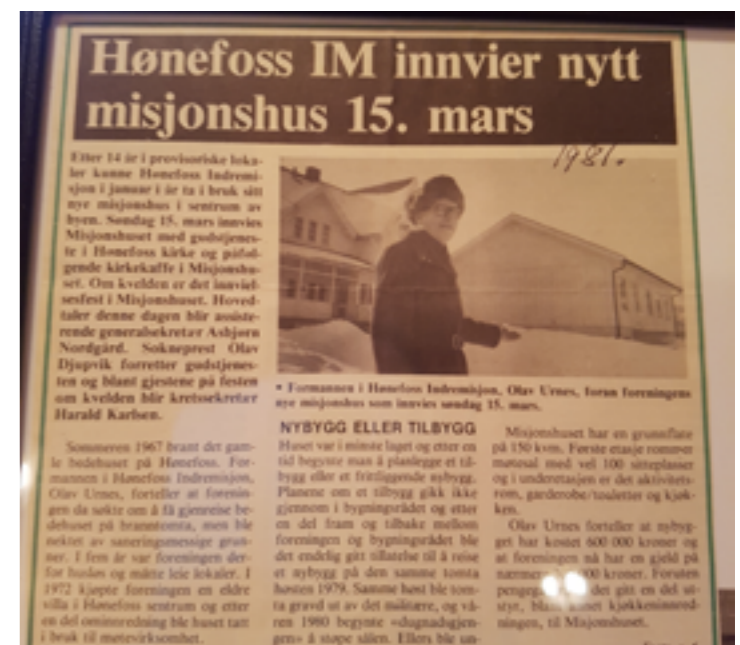 Hønefoss IM innvier nytt
misjonshus 15. mars
1981.
Etter 14 år i provisoriske loka-
ler kunne Hønefoss Indremi-
sjon i januar i år ta i bruk sitt
nye misjonshus i sentrum av
byen. Søndag 15. mars innvies
Misjonshuset med gudstjenes-
te i Hønefoss kirke og påføl-
gende kirkekaffe i Misjonshu-
set. Om kvelden er det innviel-
sesfest i Misjonshuset. Hoved-
taler denne dagen blir assiste-
rende generalsekretær Asbjørn
Nordgård. Sokneprest Olav
Djupvik forretter gudstjenes-
ten og blant gjestene på festen
om kvelden blir kretssekretær
Harald Karlsen.
Sommeren 1967 brant det gam-
le bedehuset på Hønefoss. For-
mannen i Hønefoss Indremisjon,
Olav Urnes, forteller at forenin-
gen da søkte om å få gjenreise be-
dehuset på branntomta, men ble
nektet av saneringsmessige grun-
ner. I fem år var foreningen der-
for husløs og måtte leie lokaler. I
1972 kjøpte foreningen en eldre
villa i Hønefoss sentrum og etter
en del ominnredning ble huset tatt
i bruk til møtevirksomhet.
• Formannen i Hønefoss Indremisjon, Olav Urnes, foran foreningens
nye misjonshus som innvies søndag 15. mars.
NYBYGG ELLER TILBYGG
Huset var i minste laget og etter en
tid begynte man å planlegge et til-
bygg eller et frittliggende nybygg.
Planene om et tilbygg gikk ikke
gjennom i bygningsrådet og etter
en del fram og tilbake mellom
foreningen og bygningsrådet ble
det endelig gitt tillatelse til å reise
et nybygg på den samme tomta
høsten 1979. Samme høst ble tom-
ta gravd ut av det militære, og vå-
ren 1980 begynte «dugnadsgjen-
gen» å støpe sålen. Ellers ble un-
Misjonshuset har en grunnflate
på 150 kvm. Første etasje rommer
møtesal med vel 100 sitteplasser
og i underetasjen er det aktivitets-
rom, garderobe/toaletter og kjøk-
ken.
Olav Urnes forteller at nybyg-
get har kostet 600 000 kroner og
at foreningen nå har en gjeld på
nærmere 00 kroner. Foruten
det gitt en del ut-
styr, kjøkkeninnred-
ningen, til Misjonshuset.